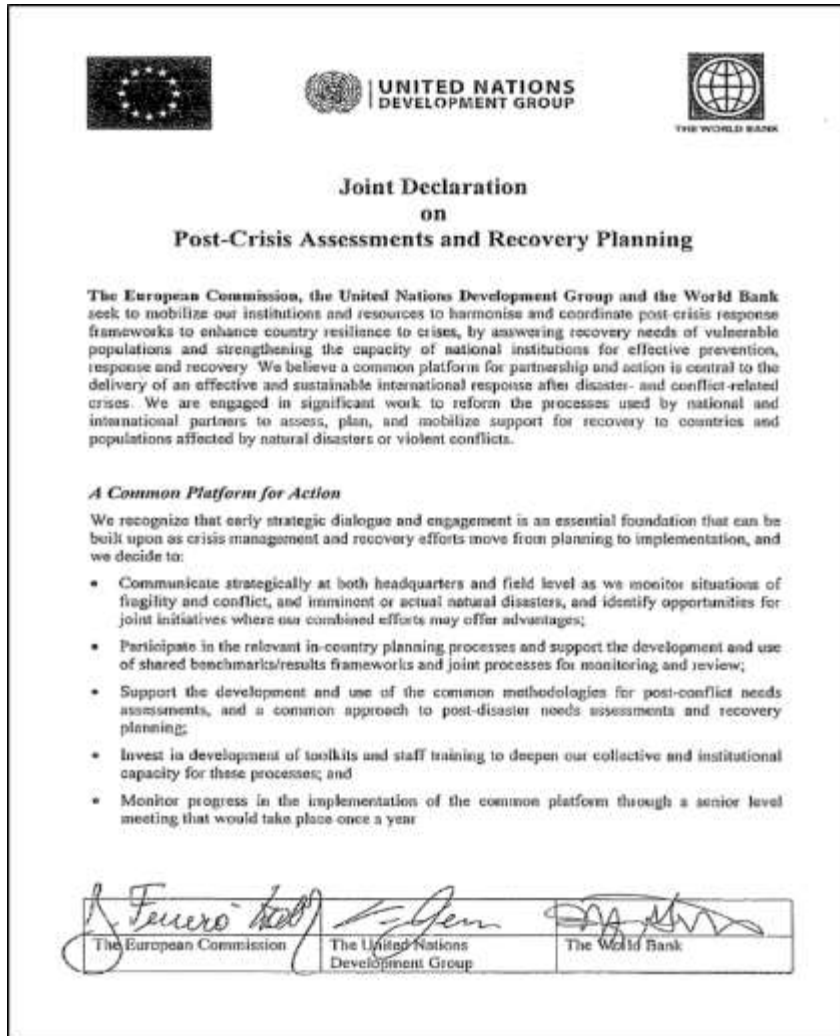 UNITED NATIONS
DEVELOPMENT GROUP
THE WORLD BANK
Joint Declaration
on
Post-Crisis Assessments and Recovery Planning
The European Commission, the United Nations Development Group and the World Bank
seek to mobilize our institutions and resources to harmonise and coordinate post-crisis response
frameworks to enhance country resilience to crises, by answering recovery needs of vulnerable
populations and strengthening the capacity of national institutions for effective prevention,
response and recovery We believe a common platform for partnership and action is central to the
delivery of an effective and sustainable international response after disaster- and conflict-related
crises. We are engaged in significant work to reform the processes used by national and
international partners to assess, plan, and mobilize support for recovery to countries and
populations affected by natural disasters or violent conflicts.
A Common Platform for Action
We recognize that early strategic dialogue and engagement is an essential foundation that can be
built upon as crisis management and recovery efforts move from planning to implementation, and
we decide to:
• Communicate strategically at both headquarters and field level as we monitor situations of
fragility and conflict, and imminent or actual natural disasters, and identify opportunities for
joint initiatives where our combined efforts may offer advantages;
• Participate in the relevant in-country planning processes and support the development and use
of shared benchmarks/results frameworks and joint processes for monitoring and review;
• Support the development and use of the common methodologies for post-conflict needs
assessments, and a common approach to post-disaster needs assessments and recovery
planning;
• Invest in development of toolkits and staff training to deepen our collective and institutional
capacity for these processes; and
• Monitor progress in the implementation of the common platform through a senior level
meeting that would take place once a year
The European Commission
The United Nations
Development Group
The World Bank